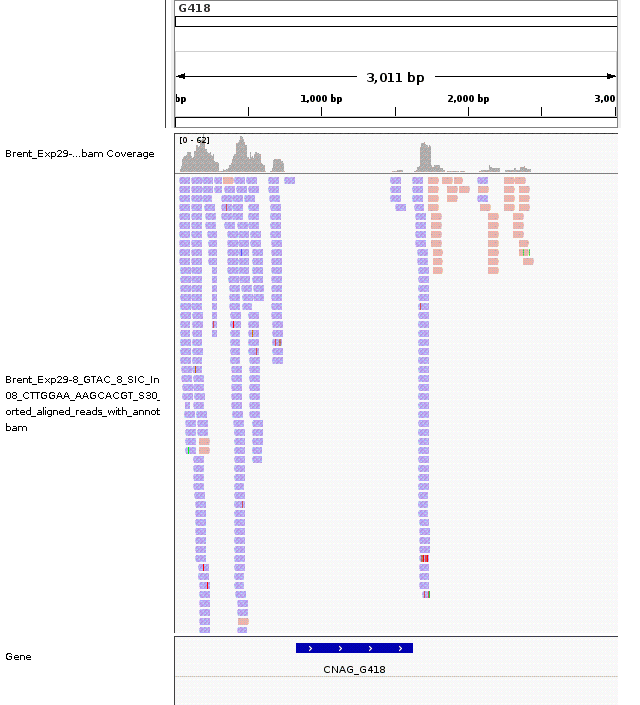 G418
3,011 bp
bp 1,000 bp 2,000 bp 3,00
[0 - 62]
Brent_Exp29-...bam Coverage
Brent_Exp29-8_GTAC_8_SIC_In
08_CTTGGAA_AAGCACGT_S30_
orted_aligned_reads_with_annot
bam
Gene
CNAG_G418